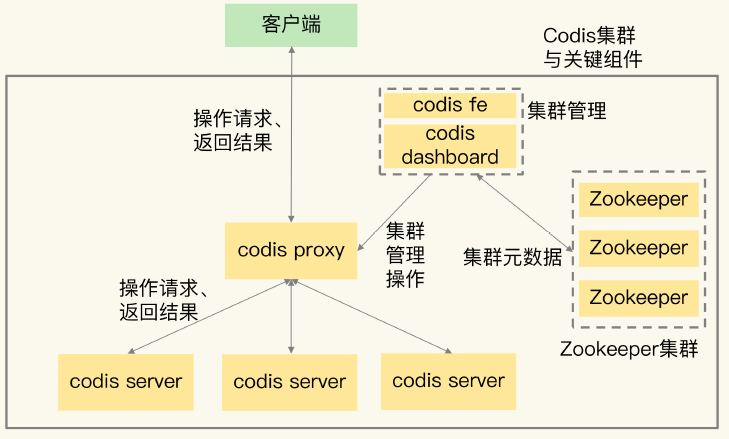 客户端
Codis集群
与关键组件
操作请求、
返回结果
codis fe
codis
dashboard
集群管理
Zookeeper
Zookeeper
Zookeeper
Zookeeper集群
codis proxy
集群
管理
操作
集群元数据
操作请求、
返回结果
codis server
codis server
codis server